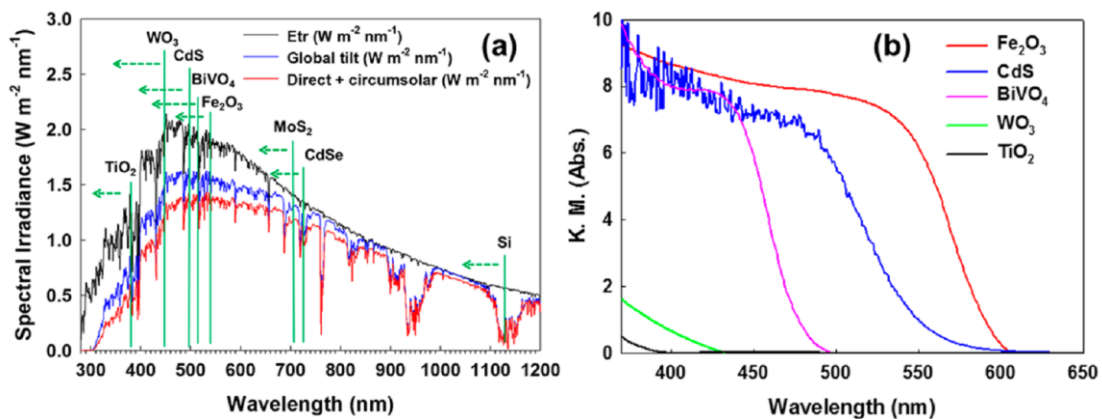 (a)
Etr (W m⁻² nm⁻¹)
Global tilt (W m⁻² nm⁻¹)
Direct + circumsolar (W m⁻² nm⁻¹)
WO₃
CdS
BiVO₄
Fe₂O₃
TiO₂
MoS₂
CdSe
Si
Spectral Irradiance (W m⁻² nm⁻¹)
3.0
2.5
2.0
1.5
1.0
0.5
0.0
280 400 500 600 700 800 900 1000 1100 1200
Wavelength (nm)
(b)
Fe₂O₃
CdS
BiVO₄
WO₃
TiO₂
K. M. (Abs.)
10
8
6
4
2
0
400 450 500 550 600 650
Wavelength (nm)